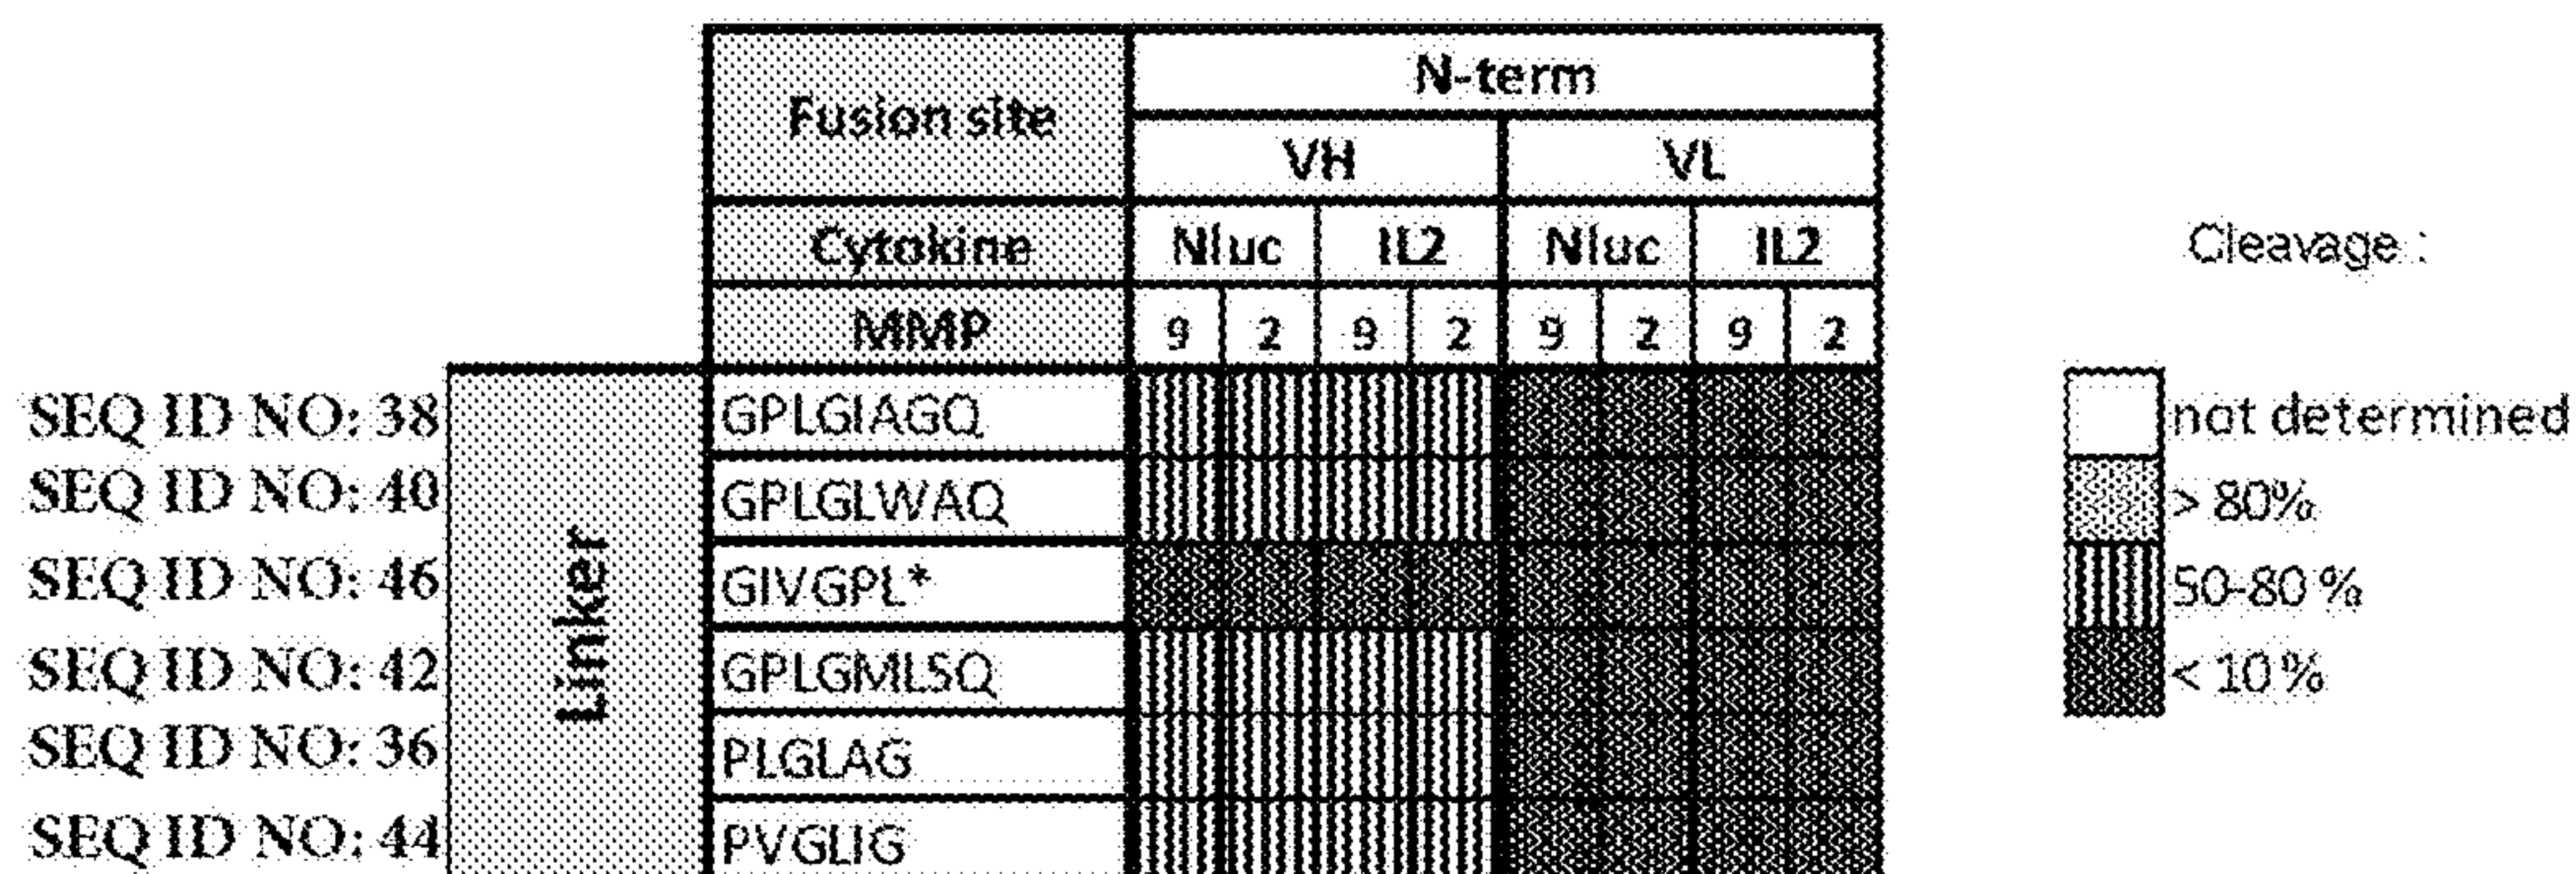 N-term
Fusion site
VH VL
Cytokine Nluc IL2 Nluc IL2
Cleavage :
MMP 9 2 9 2 9 2 9 2
SEQ ID NO: 38 GPLGIAGQ not determined
SEQ ID NO: 40 GPLGLWAQ > 80%
SEQ ID NO: 46 GIVGPL* 50-80 %
Linker
SEQ ID NO: 42 GPLGMLSQ < 10 %
SEQ ID NO: 36 PLGLAG
SEQ ID NO: 44 PVGLIG